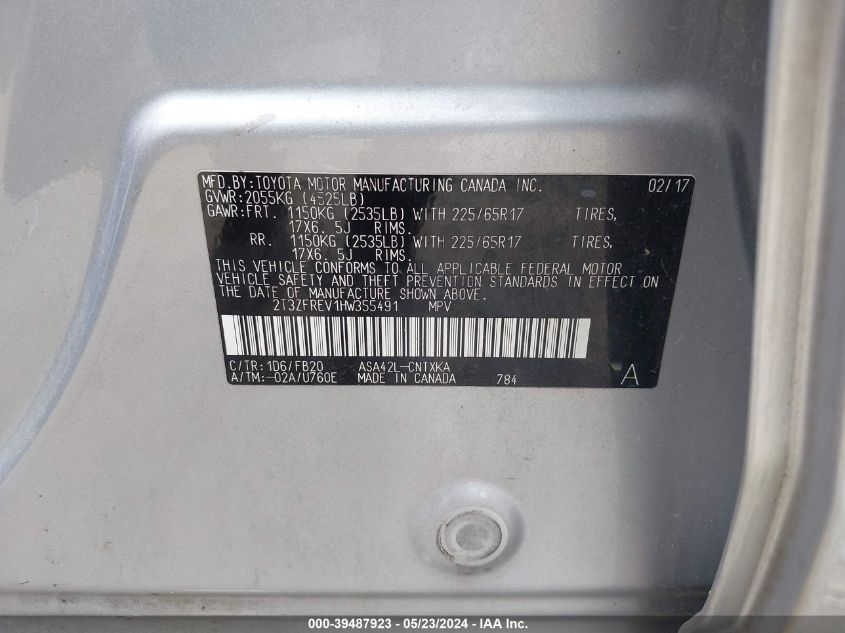 MFD.BY:TOYOTA MOTOR MANUFACTURING CANADA INC. 02/17
GVWR:2055KG (4525LB)
GAWR:FRT. 1150KG (2535LB) WITH 225/65R17 TIRES,
17X6. 5J RIMS.
RR. 1150KG (2535LB) WITH 225/65R17 TIRES,
17X6. 5J RIMS.
THIS VEHICLE CONFORMS TO ALL APPLICABLE FEDERAL MOTOR
VEHICLE SAFETY AND THEFT PREVENTION STANDARDS IN EFFECT ON
THE DATE OF MANUFACTURE SHOWN ABOVE.
2T3ZFREV1HW355491 MPV
C/TR:1D6/FB20 ASA42L-CNTXKA
A/TM:-02A/U760E MADE IN CANADA 784 A
000-39487923 - 05/23/2024 - IAA Inc.